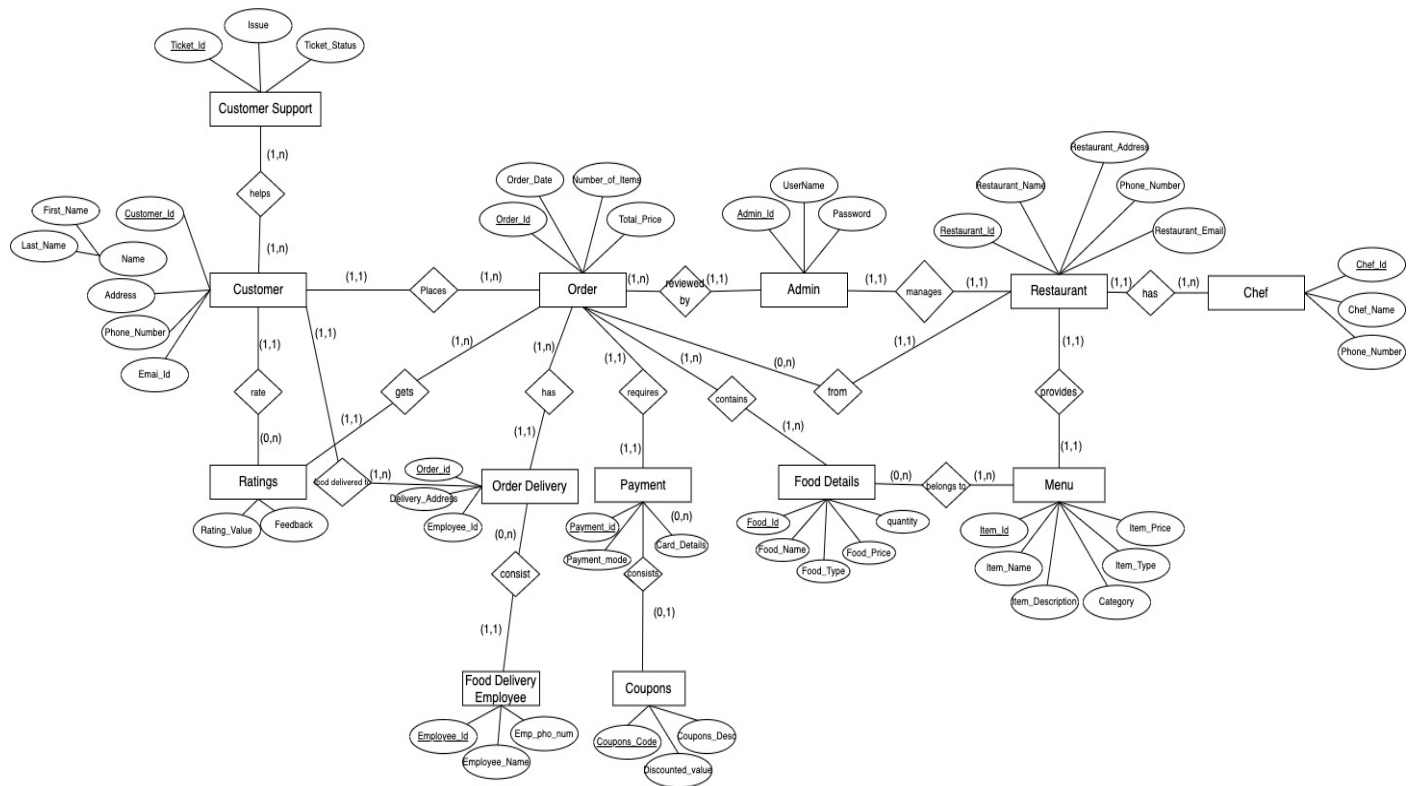 Issue
Ticket_Id
Ticket_Status
Customer Support
(1,n)
helps
(1,n)
First_Name
Last_Name
Name
Customer_Id
Address
Phone_Number
Emai_Id
Customer
(1,1)
Places
(1,n)
Order_Date
Number_of_Items
Order_Id
Total_Price
Order
(1,n)
reviewed
by
(1,1)
UserName
Admin_Id
Password
Admin
(1,1)
manages
(1,1)
Restaurant_Address
Restaurant_Name
Phone_Number
Restaurant_Id
Restaurant_Email
Restaurant
(1,1)
has
(1,n)
Chef
Chef_Id
Chef_Name
Phone_Number
(1,1)
rate
(0,n)
(1,1)
food delivered to
(1,n)
(1,n)
gets
(1,1)
(1,n)
has
(1,1)
(1,1)
requires
(1,1)
(1,n)
contains
(1,n)
(0,n)
from
(1,1)
(1,1)
provides
(1,1)
Ratings
Rating_Value
Feedback
Order_id
Delivery_Address
Employee_Id
Order Delivery
Payment
Payment_id
Payment_mode
(0,n)
Card_Details
Food Details
(0,n)
belongs to
(1,n)
Menu
Food_Id
Food_Name
Food_Type
Food_Price
quantity
Item_Id
Item_Name
Item_Description
Category
Item_Type
Item_Price
(0,n)
consist
(1,1)
consists
(0,1)
Food Delivery
Employee
Employee_Id
Employee_Name
Emp_pho_num
Coupons
Coupons_Code
Discounted_value
Coupons_Desc